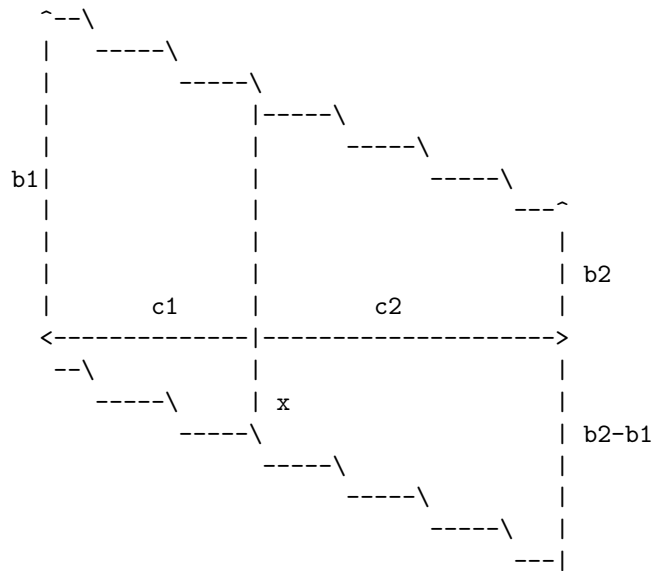 ^--\
| -----\
| -----\
| |-----\
| | -----\
b1| | -----\
| | ---^
| | |
| | | b2
| c1 | c2 |
<---------|--------------->
--\ | |
-----\ | x |
-----\ | b2-b1
-----\ |
-----\ |
-----\ |
---|